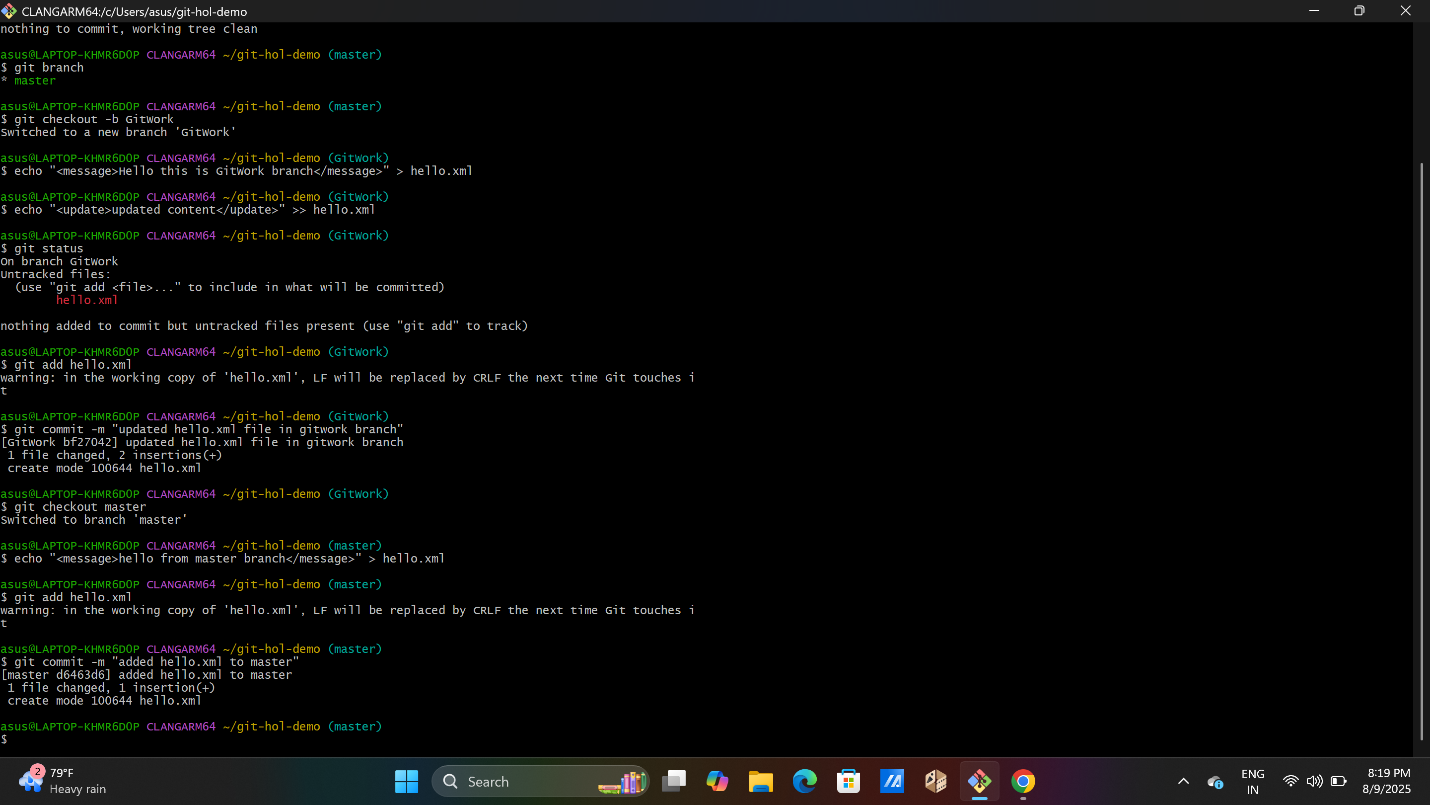 CLANGARM64:/c/Users/asus/git-hol-demo
nothing to commit, working tree clean
asus@LAPTOP-KHMR6D0P CLANGARM64 ~/git-hol-demo (master)
$ git branch
* master
asus@LAPTOP-KHMR6D0P CLANGARM64 ~/git-hol-demo (master)
$ git checkout -b GitWork
Switched to a new branch 'GitWork'
asus@LAPTOP-KHMR6D0P CLANGARM64 ~/git-hol-demo (GitWork)
$ echo "<message>Hello this is GitWork branch</message>" > hello.xml
asus@LAPTOP-KHMR6D0P CLANGARM64 ~/git-hol-demo (GitWork)
$ echo "<update>updated content</update>" >> hello.xml
asus@LAPTOP-KHMR6D0P CLANGARM64 ~/git-hol-demo (GitWork)
$ git status
On branch GitWork
Untracked files:
  (use "git add <file>..." to include in what will be committed)
        hello.xml
nothing added to commit but untracked files present (use "git add" to track)
asus@LAPTOP-KHMR6D0P CLANGARM64 ~/git-hol-demo (GitWork)
$ git add hello.xml
warning: in the working copy of 'hello.xml', LF will be replaced by CRLF the next time Git touches i
t
asus@LAPTOP-KHMR6D0P CLANGARM64 ~/git-hol-demo (GitWork)
$ git commit -m "updated hello.xml file in gitwork branch"
[GitWork bf27042] updated hello.xml file in gitwork branch
 1 file changed, 2 insertions(+)
 create mode 100644 hello.xml
asus@LAPTOP-KHMR6D0P CLANGARM64 ~/git-hol-demo (GitWork)
$ git checkout master
Switched to branch 'master'
asus@LAPTOP-KHMR6D0P CLANGARM64 ~/git-hol-demo (master)
$ echo "<message>hello from master branch</message>" > hello.xml
asus@LAPTOP-KHMR6D0P CLANGARM64 ~/git-hol-demo (master)
$ git add hello.xml
warning: in the working copy of 'hello.xml', LF will be replaced by CRLF the next time Git touches i
t
asus@LAPTOP-KHMR6D0P CLANGARM64 ~/git-hol-demo (master)
$ git commit -m "added hello.xml to master"
[master d6463d6] added hello.xml to master
 1 file changed, 1 insertion(+)
 create mode 100644 hello.xml
asus@LAPTOP-KHMR6D0P CLANGARM64 ~/git-hol-demo (master)
$
2
79°F
Heavy rain
Search
ENG
IN
8:19 PM
8/9/2025